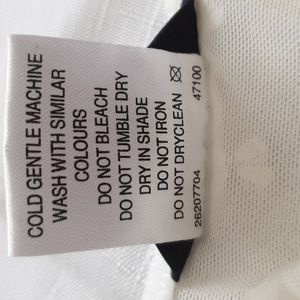 COLD GENTLE MACHINE
WASH WITH SIMILAR
COLOURS
DO NOT BLEACH
DO NOT TUMBLE DRY
DRY IN SHADE
DO NOT IRON
DO NOT DRYCLEAN
26207704 47100